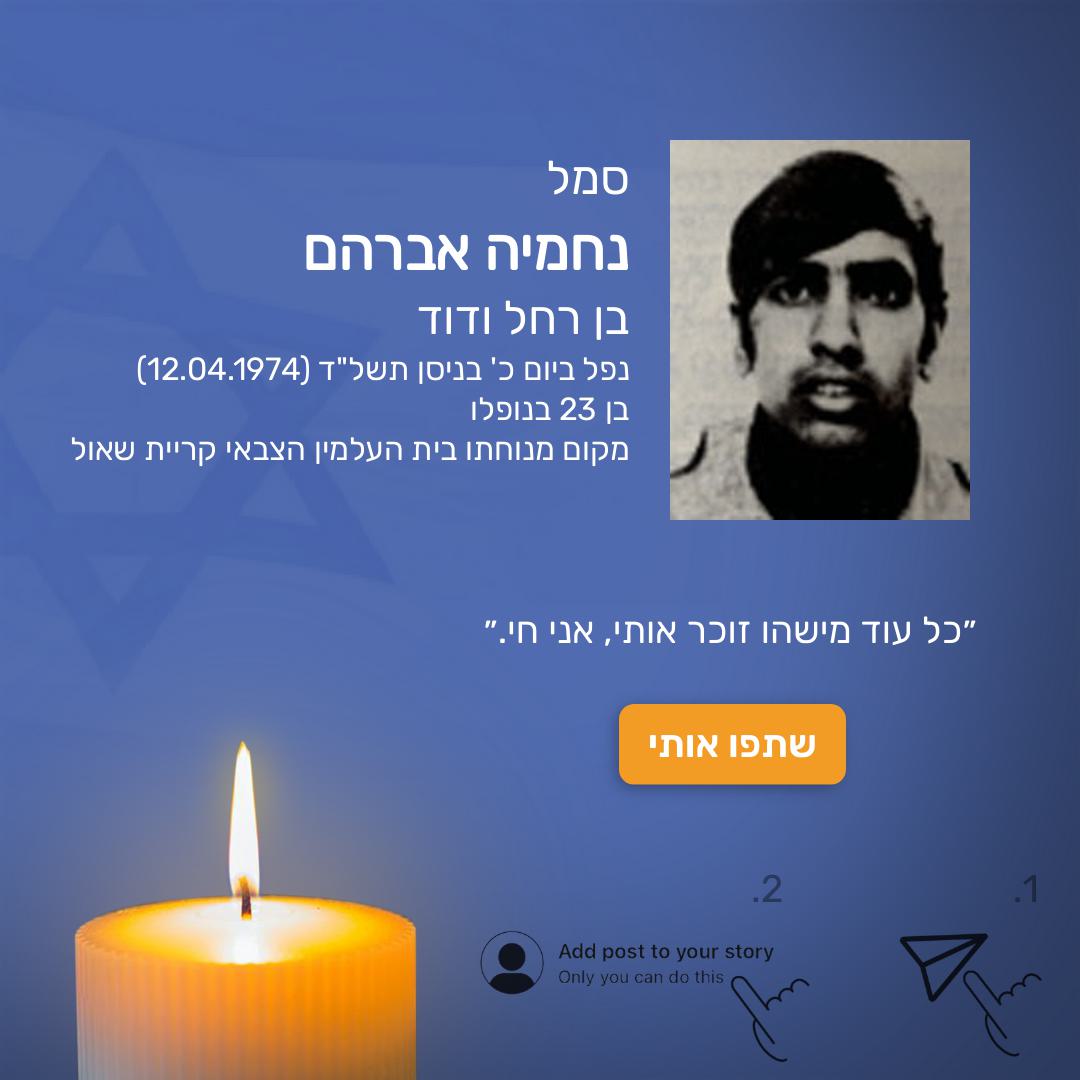 סמל
נחמיה אברהם
בן רחל ודוד
נפל ביום כ' בניסן תשל"ד (12.04.1974)
בן 23 בנופלו
מקום מנוחתו בית העלמין הצבאי קריית שאול
״כל עוד מישהו זוכר אותי, אני חי.״
שתפו אותי
1.
2.
Add post to your story
Only you can do this